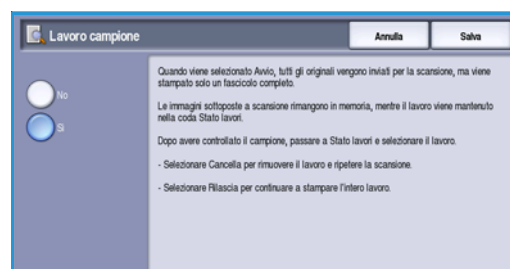 Lavoro campione
Annulla
Salva
No
Sì
Quando viene selezionato Avvio, tutti gli originali vengono inviati per la scansione, ma viene
stampato solo un fascicolo completo.
Le immagini sottoposte a scansione rimangono in memoria, mentre il lavoro viene mantenuto
nella coda Stato lavori.
Dopo avere controllato il campione, passare a Stato lavori e selezionare il lavoro.
- Selezionare Cancella per rimuovere il lavoro e ripetere la scansione.
- Selezionare Rilascia per continuare a stampare l'intero lavoro.